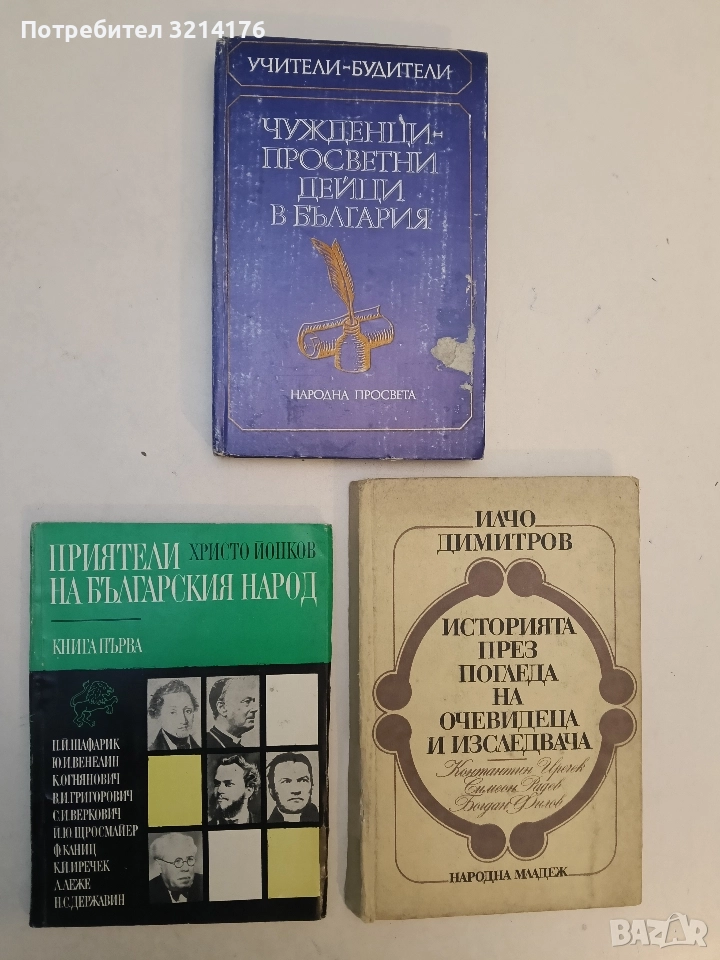 Потребител 3214176
УЧИТЕЛИ-БУДИТЕЛИ
ЧУЖДЕНЦИ-
ПРОСВЕТНИ
ДЕЙЦИ
В БЪЛГАРИЯ
НАРОДНА ПРОСВЕТА
ПРИЯТЕЛИ ХРИСТО ЙОНКОВ
НА БЪЛГАРСКИЯ НАРОД
КНИГА ПЪРВА
П.Й.ШАФАРИК
Ю.И.ВЕНЕЛИН
К.ОГНЯНОВИЧ
В.И.ГРИГОРОВИЧ
С.И.ВЕРКОВИЧ
И.Ю.ЩРОСМАЙЕР
Ф.КАНИЦ
К.И.ИРЕЧЕК
Л.ЛЕЖЕ
Н.С.ДЕРЖАВИН
ИЛЧО
ДИМИТРОВ
ИСТОРИЯТА
ПРЕЗ
ПОГЛЕДА
НА
ОЧЕВИДЕЦА
И ИЗСЛЕДВАЧА
Константин Иречек
Симеон Радев
Богдан Филов
НАРОДНА МЛАДЕЖ
BAZAR